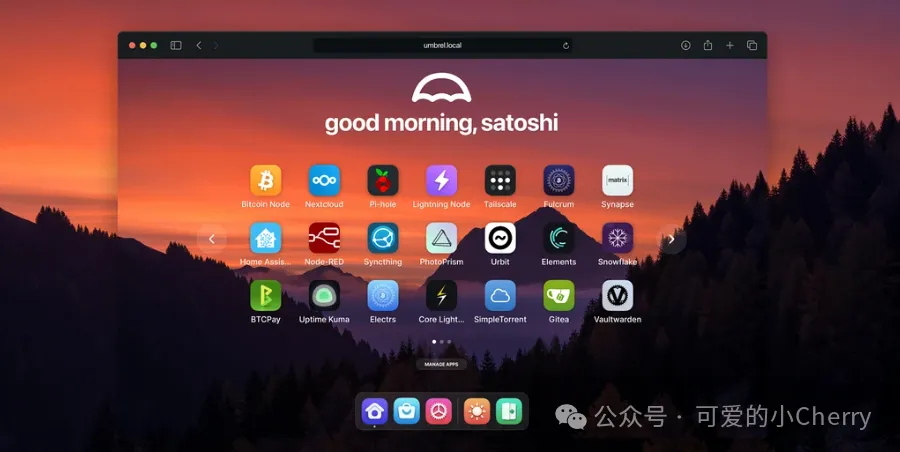 umbrel.local
good morning, satoshi
Bitcoin Node
Nextcloud
Pi-hole
Lightning Node
Tailscale
Fulcrum
[matrix]
Synapse
Home Assis...
Node-RED
Syncthing
PhotoPrism
Urbit
Elements
Snowflake
BTCPay
Uptime Kuma
Electrs
Core Light...
SimpleTorrent
Gitea
Vaultwarden
MANAGE APPS
公众号 · 可爱的小Cherry